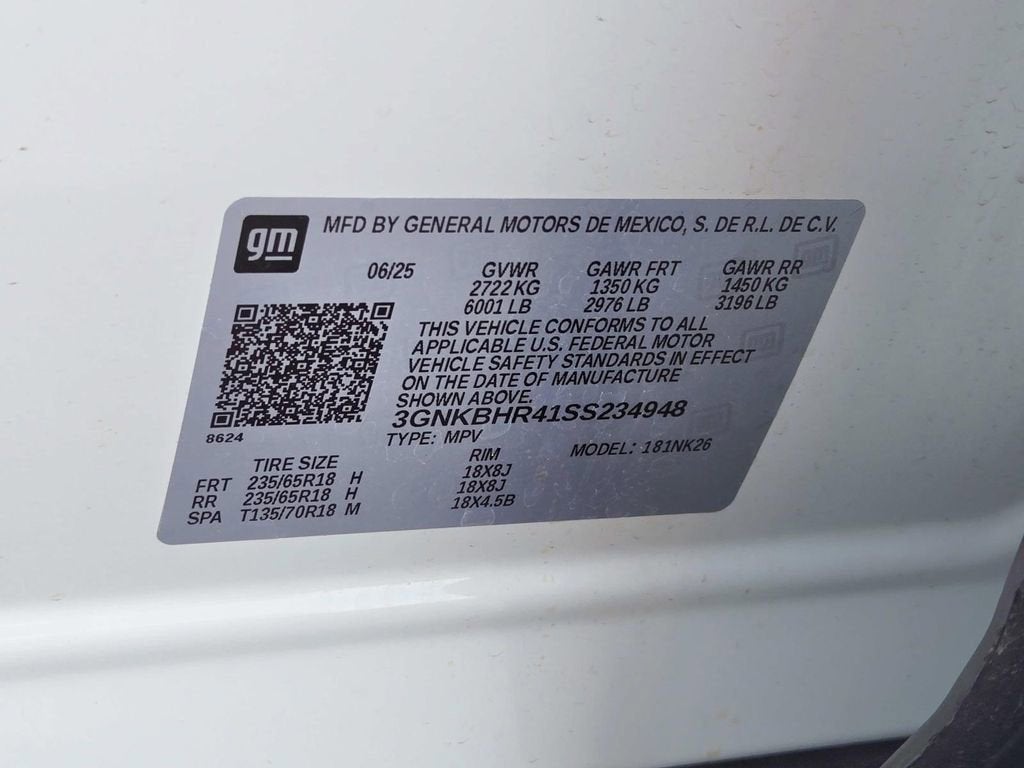 gm MFD BY GENERAL MOTORS DE MEXICO, S. DE R.L. DE C.V.
06/25 GVWR GAWR FRT GAWR RR
2722 KG 1350 KG 1450 KG
6001 LB 2976 LB 3196 LB
THIS VEHICLE CONFORMS TO ALL
APPLICABLE U.S. FEDERAL MOTOR
VEHICLE SAFETY STANDARDS IN EFFECT
ON THE DATE OF MANUFACTURE
SHOWN ABOVE.
3GNKBHR41SS234948
8624 TYPE: MPV MODEL: 181NK26
TIRE SIZE RIM
FRT 235/65R18 H 18X8J
RR 235/65R18 H 18X8J
SPA T135/70R18 M 18X4.5B